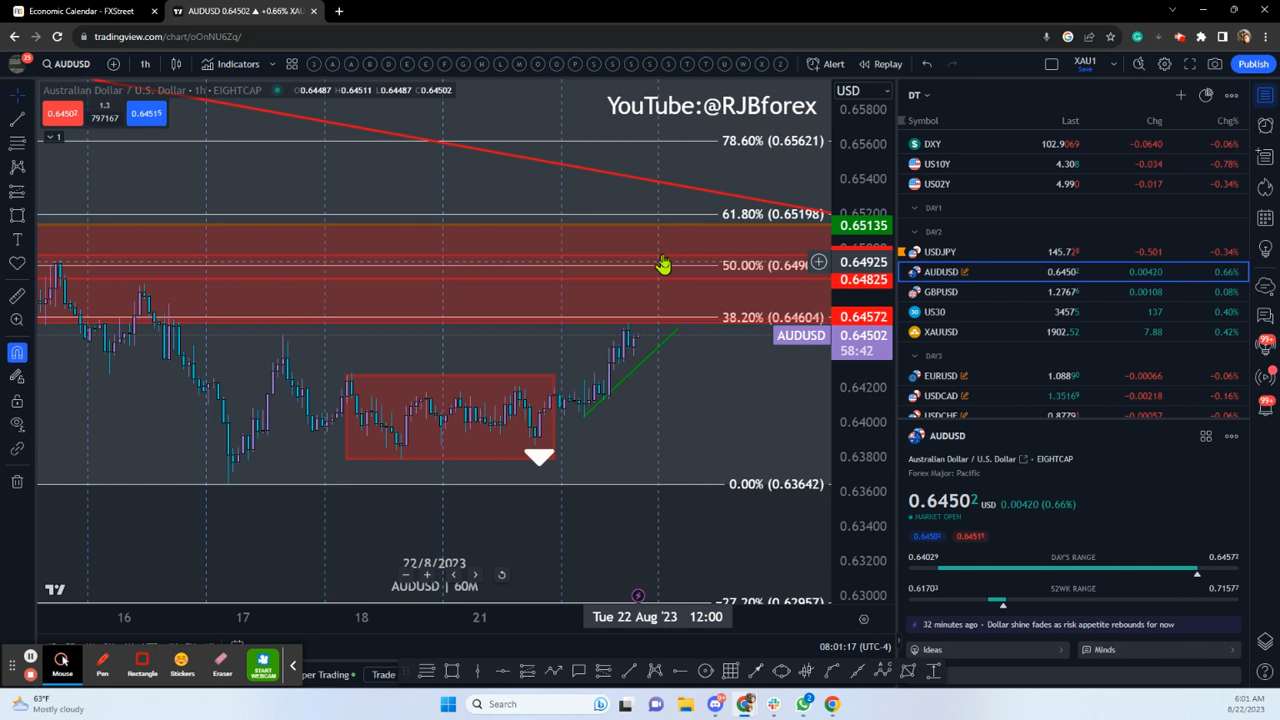 Economic Calendar - FXStreet
AUDUSD 0.64502 ▲ +0.66% XAU
tradingview.com/chart/oOnNU6Zq/
35
AUDUSD
1h
Indicators
J A A B D E E F F G H L M M N O P P S S S S S T T U W X Z
Alert
Replay
XAU1
Save
Publish
Australian Dollar / U.S. Dollar · 1h · EIGHTCAP
O0.64487 H0.64511 L0.64487 C0.64502
0.64502
1.3
797167
0.64515
1
YouTube:@RJBforex
USD
0.65800
0.65600
0.65400
0.65200
0.65135
0.64925
0.64825
0.64572
AUDUSD
0.64502
58:42
0.64200
0.64000
0.63800
0.63600
0.63400
0.63200
0.63000
78.60% (0.65621)
61.80% (0.65198)
50.00%
38.20% (0.64604)
0.00% (0.63642)
−27.20% (0.62957)
22/8/2023
AUDUSD | 60M
16
17
18
21
Tue 22 Aug '23 12:00
08:01:17 (UTC-4)
DT
Symbol
Last
Chg
Chg%
DXY 102.9069 -0.0640 -0.06%
US10Y 4.308 -0.034 -0.78%
US02Y 4.990 -0.34%
DAY1
DAY2
USDJPY 145.728 -0.501 -0.34%
AUDUSD 0.64502 0.00420 0.66%
GBPUSD 1.27667 0.00108 0.08%
US30 34575 137 0.40%
XAUUSD 1902.52 7.88 0.42%
DAY3
EURUSD -0.00066 -0.06%
USDCAD 1.35169 -0.00218 -0.16%
USDCHF -0.00057
AUDUSD
Australian Dollar / U.S. Dollar
EIGHTCAP
Forex Major: Pacific
0.64502 USD 0.00420 (0.66%)
MARKET OPEN
0.64502
0.64515
0.64029
DAY'S RANGE
0.64572
0.61703
52WK RANGE
0.71577
32 minutes ago • Dollar shine fades as risk appetite rebounds for now
Ideas
Minds
99+
99+
Mouse
Pen
Rectangle
Stickers
Eraser
START WEBCAM
per Trading
Trade
63°F
Mostly cloudy
Search
6:01 AM
8/22/2023